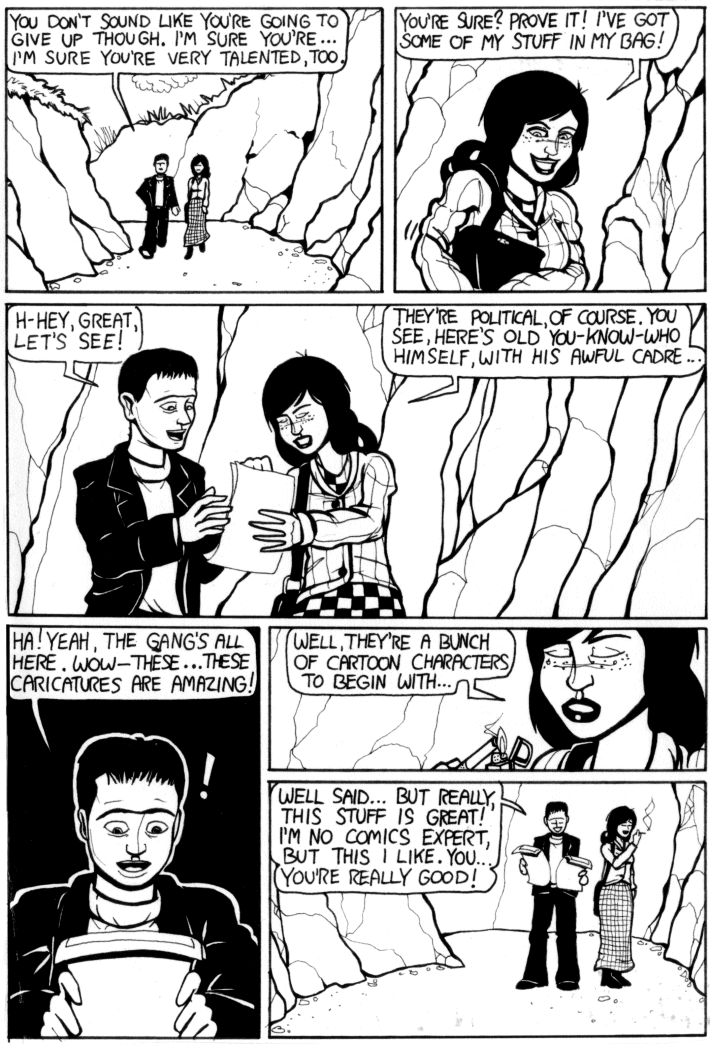 YOU DON'T SOUND LIKE YOU'RE GOING TO
GIVE UP THOUGH. I'M SURE YOU'RE...
I'M SURE YOU'RE VERY TALENTED, TOO.
YOU'RE SURE? PROVE IT! I'VE GOT
SOME OF MY STUFF IN MY BAG!
H-HEY, GREAT,
LET'S SEE!
THEY'RE POLITICAL, OF COURSE. YOU
SEE, HERE'S OLD YOU-KNOW-WHO
HIMSELF, WITH HIS AWFUL CADRE...
HA! YEAH, THE GANG'S ALL
HERE. WOW—THESE...THESE
CARICATURES ARE AMAZING!
!
WELL, THEY'RE A BUNCH
OF CARTOON CHARACTERS
TO BEGIN WITH...
WELL SAID... BUT REALLY,
THIS STUFF IS GREAT!
I'M NO COMICS EXPERT,
BUT THIS I LIKE. YOU...
YOU'RE REALLY GOOD!